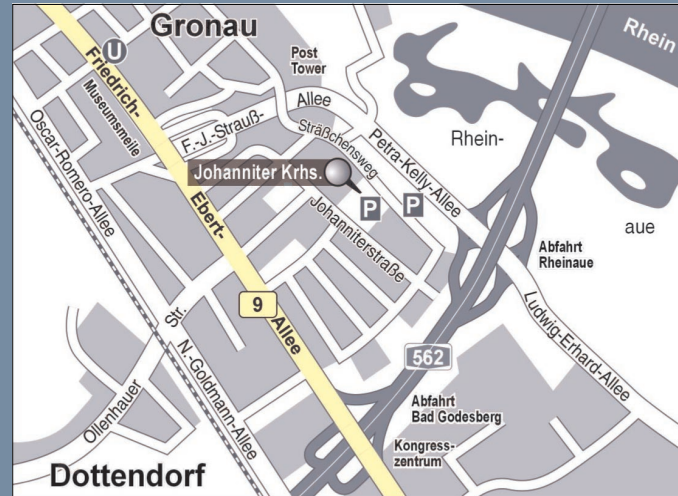 Gronau
Rhein
U
Post
Tower
Friedrich-
Museumsmeile
Allee
F.-J.-Strauß-
Sträßchensweg
Petra-Kelly-Allee
Rhein-
Oscar-Romero-Allee
Johanniter Krhs.
P
P
Ebert-
Johanniterstraße
aue
Abfahrt
Rheinaue
9
Str.
Allee
Ludwig-Erhard-Allee
562
N.-Goldmann-Allee
Ollenhauer
Abfahrt
Bad Godesberg
Kongress-
zentrum
Dottendorf